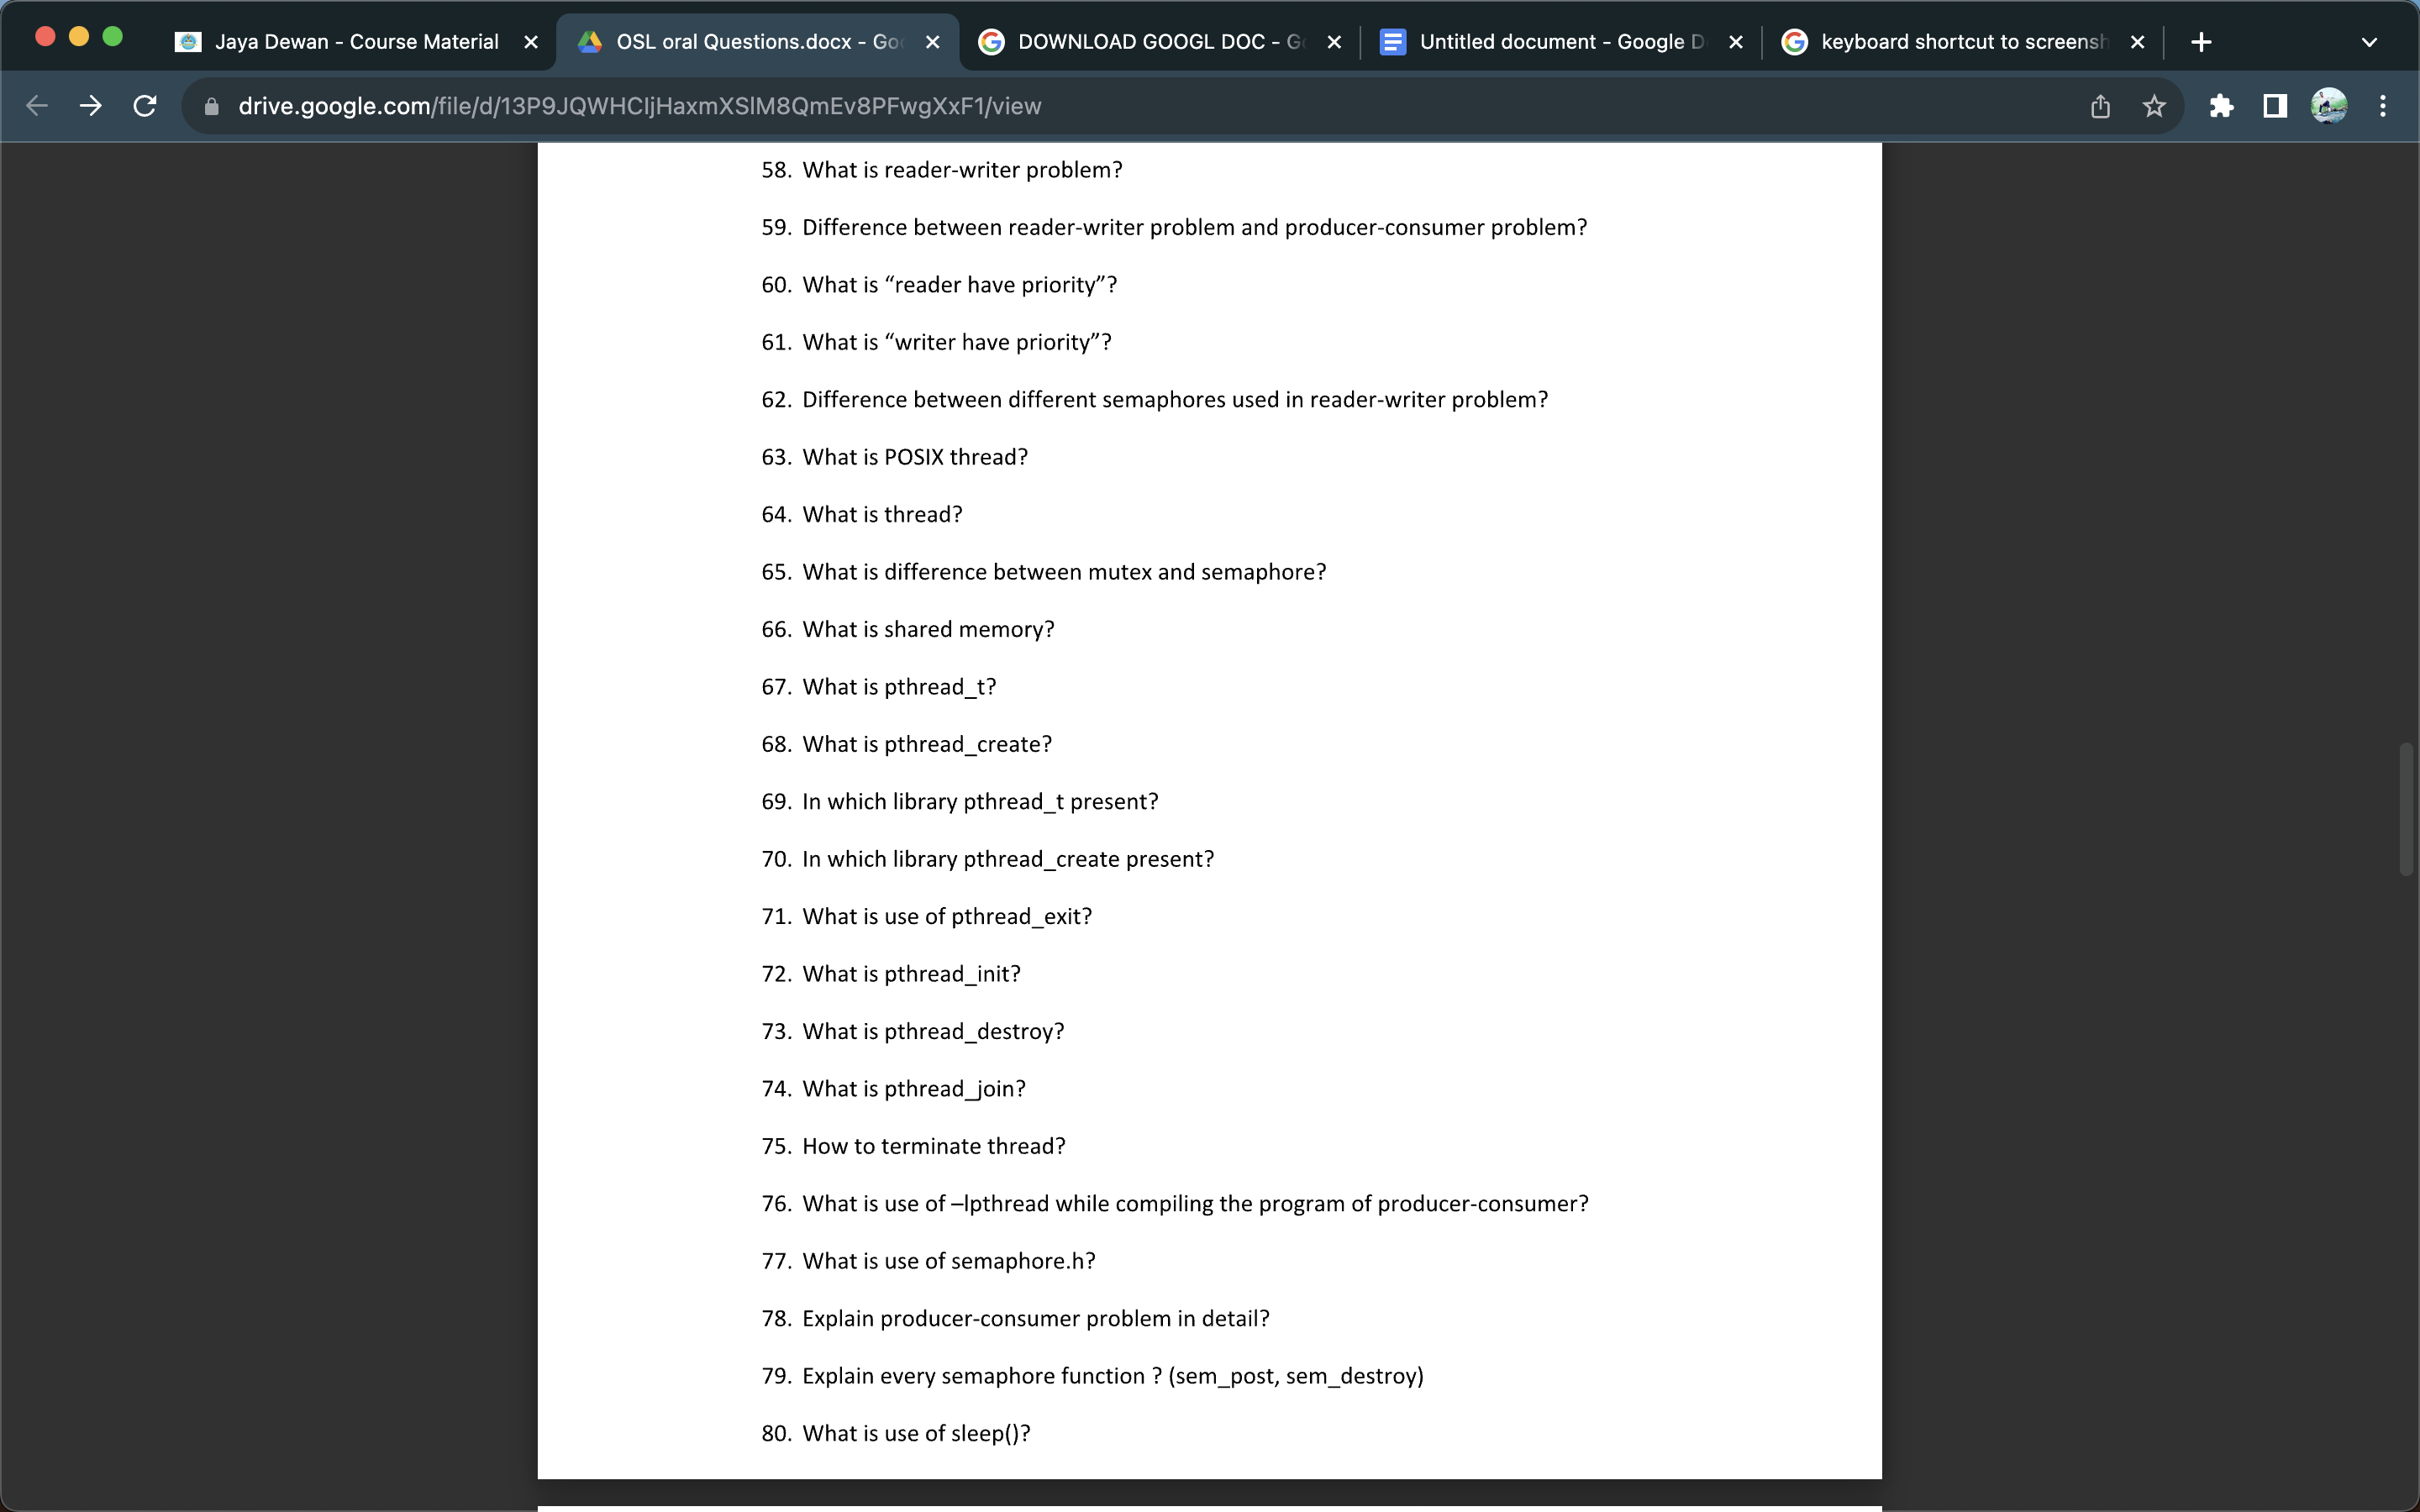 Jaya Dewan - Course Material
OSL oral Questions.docx - Goo
DOWNLOAD GOOGL DOC - G
Untitled document - Google D
keyboard shortcut to screensh
drive.google.com/file/d/13P9JQWHCIjHaxmXSlM8QmEv8PFwgXxF1/view
58. What is reader-writer problem?
59. Difference between reader-writer problem and producer-consumer problem?
60. What is “reader have priority”?
61. What is “writer have priority”?
62. Difference between different semaphores used in reader-writer problem?
63. What is POSIX thread?
64. What is thread?
65. What is difference between mutex and semaphore?
66. What is shared memory?
67. What is pthread_t?
68. What is pthread_create?
69. In which library pthread_t present?
70. In which library pthread_create present?
71. What is use of pthread_exit?
72. What is pthread_init?
73. What is pthread_destroy?
74. What is pthread_join?
75. How to terminate thread?
76. What is use of –lpthread while compiling the program of producer-consumer?
77. What is use of semaphore.h?
78. Explain producer-consumer problem in detail?
79. Explain every semaphore function ? (sem_post, sem_destroy)
80. What is use of sleep()?